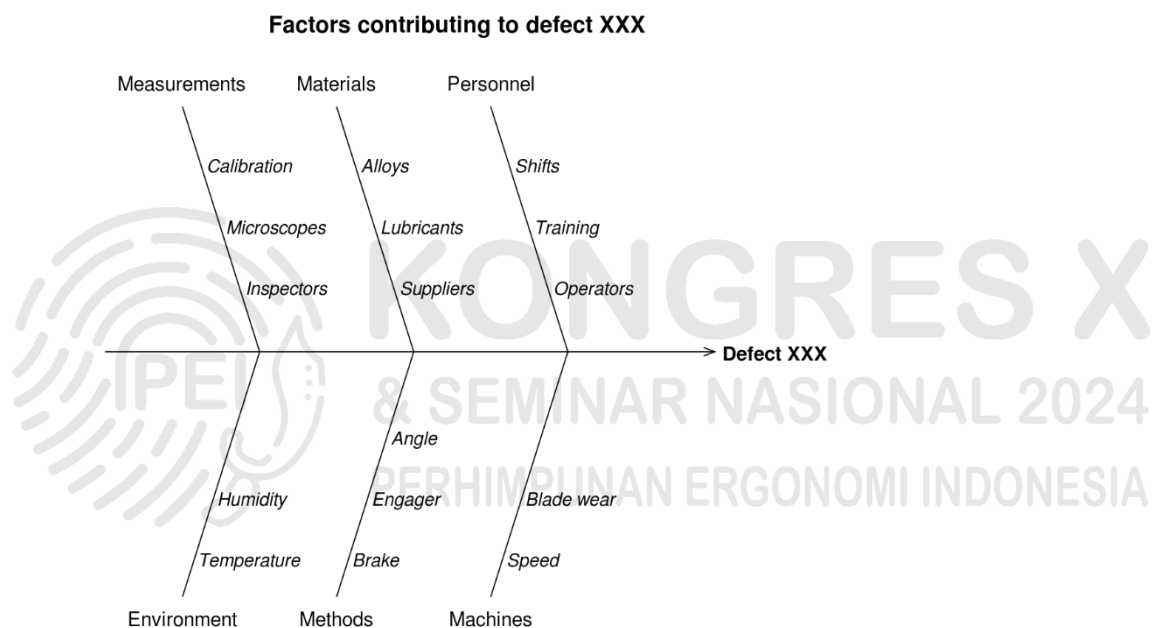 Factors contributing to defect XXX
Measurements Materials Personnel
Calibration Alloys Shifts
Microscopes Lubricants Training
Inspectors Suppliers Operators
KONGRES X
Defect XXX
IPEI
& SEMINAR NASIONAL 2024
Angle
PERHIMPUNAN ERGONOMI INDONESIA
Humidity Engager Blade wear
Temperature Brake Speed
Environment Methods Machines